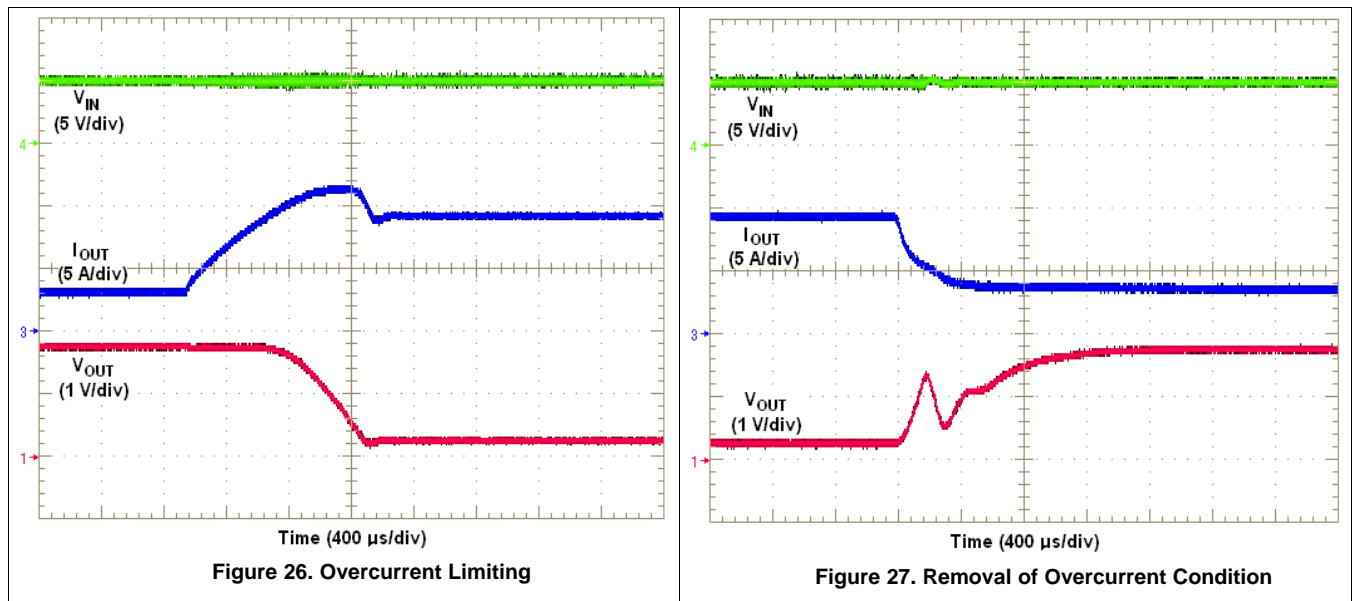 V_IN
(5 V/div)
4
I_OUT
(5 A/div)
3
V_OUT
(1 V/div)
1
Time (400 µs/div)
Figure 26. Overcurrent Limiting
V_IN
(5 V/div)
4
I_OUT
(5 A/div)
3
V_OUT
(1 V/div)
1
Time (400 µs/div)
Figure 27. Removal of Overcurrent Condition